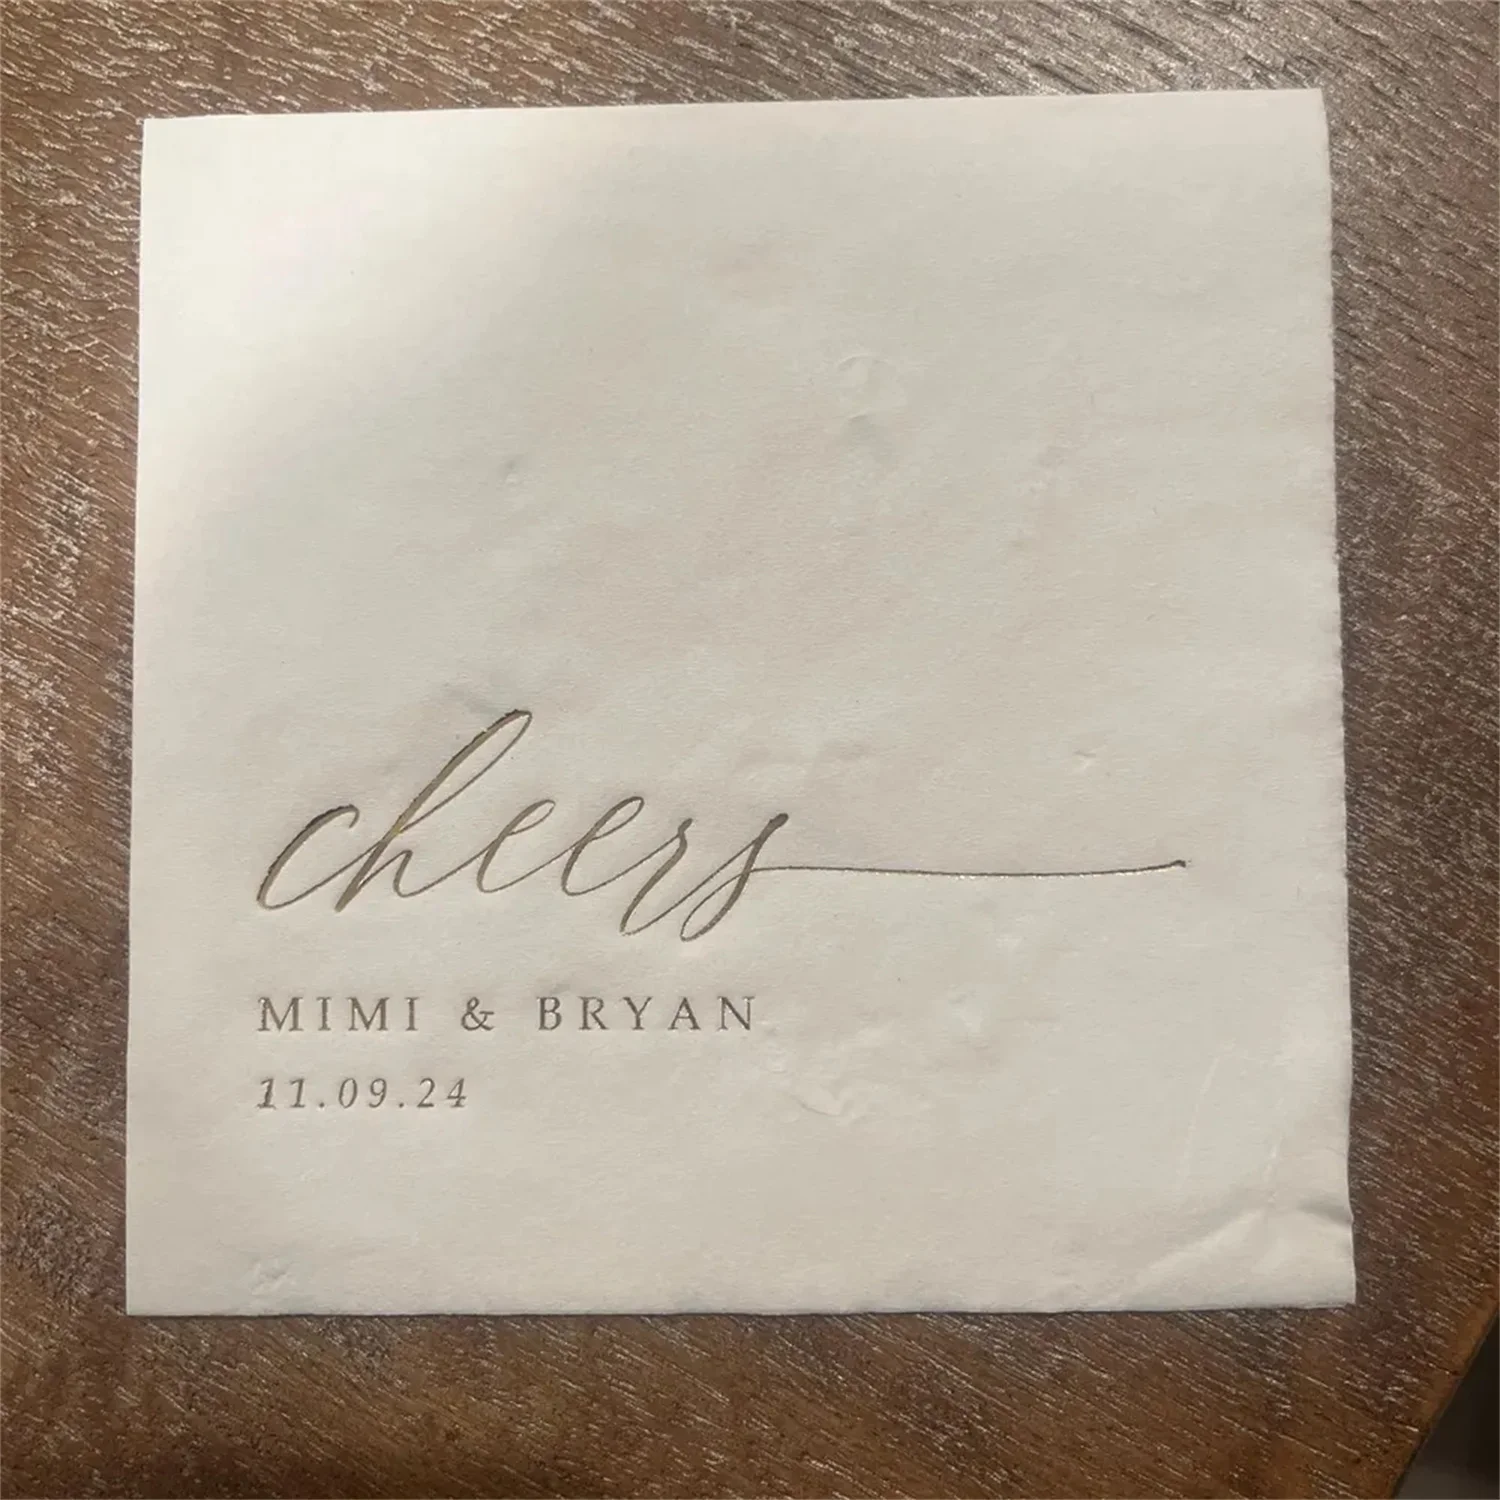 cheers
MIMI & BRYAN
11.09.24